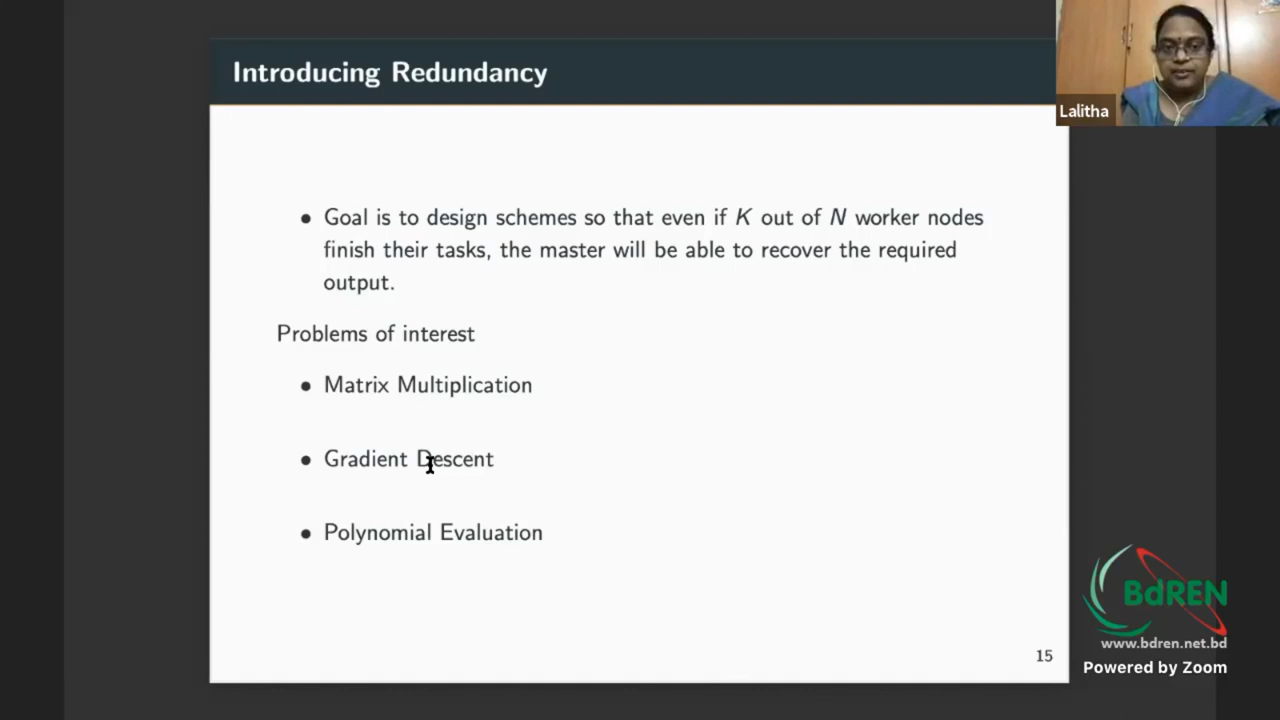 Introducing Redundancy
Lalitha
• Goal is to design schemes so that even if K out of N worker nodes
finish their tasks, the master will be able to recover the required
output.
Problems of interest
• Matrix Multiplication
• Gradient Descent
• Polynomial Evaluation
15
BdREN
www.bdren.net.bd
Powered by Zoom